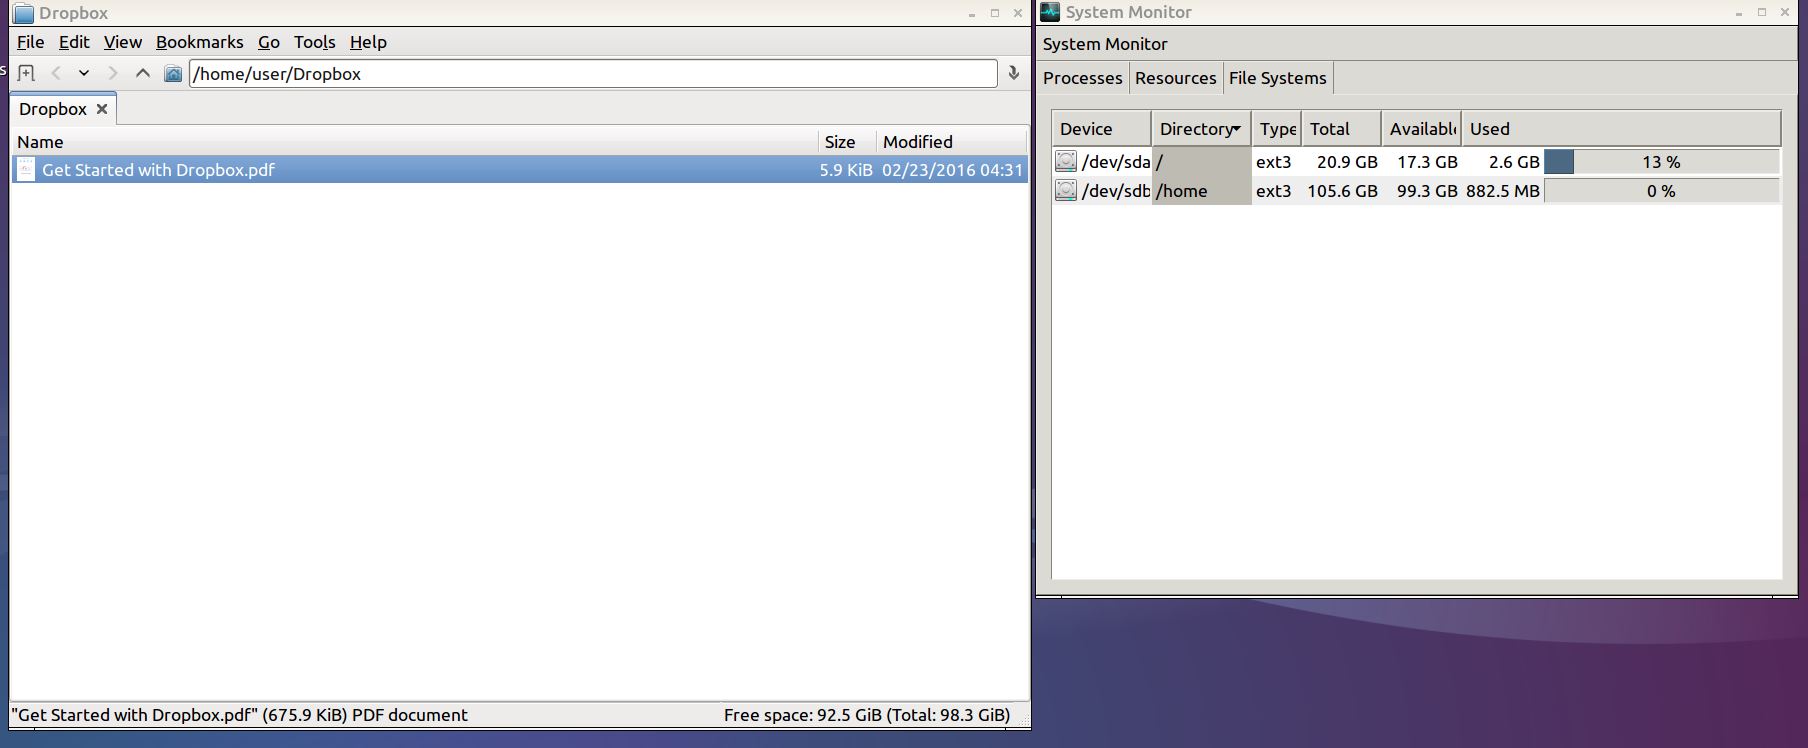 Dropbox
File Edit View Bookmarks Go Tools Help
/home/user/Dropbox
Dropbox
Name Size Modified
Get Started with Dropbox.pdf 5.9 KiB 02/23/2016 04:31
"Get Started with Dropbox.pdf" (675.9 KiB) PDF document Free space: 92.5 GiB (Total: 98.3 GiB)
System Monitor
System Monitor
Processes Resources File Systems
Device Directory Type Total Availabl Used
/dev/sda / ext3 20.9 GB 17.3 GB 2.6 GB 13 %
/dev/sdb /home ext3 105.6 GB 99.3 GB 882.5 MB 0 %